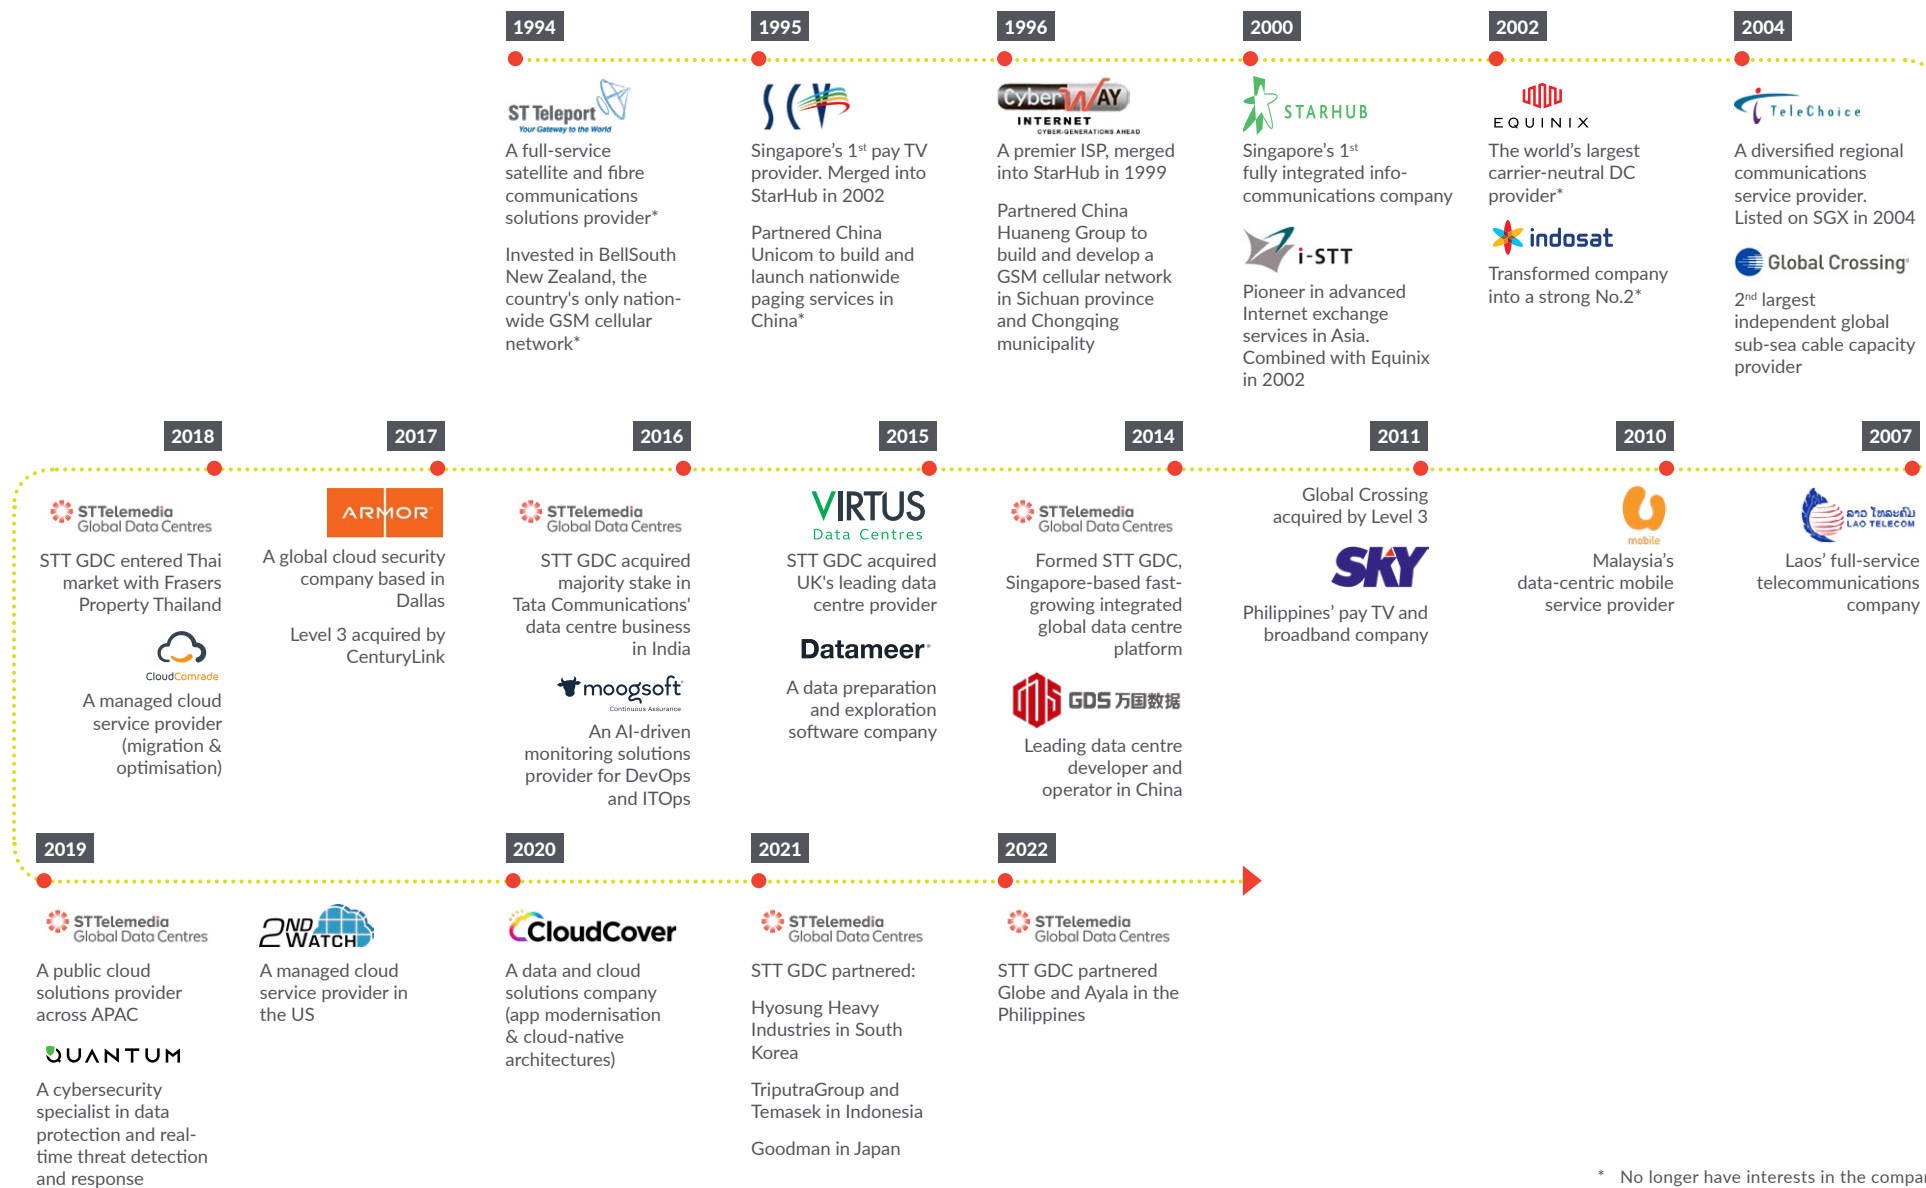 1994
ST Teleport
Your Gateway to the World
A full-service
satellite and fibre
communications
solutions provider*
Invested in BellSouth
New Zealand, the
country's only nation-
wide GSM cellular
network*
1995
SCV
Singapore's 1st pay TV
provider. Merged into
StarHub in 2002
Partnered China
Unicom to build and
launch nationwide
paging services in
China*
1996
CyberWAY
INTERNET
CYBER-GENERATIONS AHEAD
A premier ISP, merged
into StarHub in 1999
Partnered China
Huaneng Group to
build and develop a
GSM cellular network
in Sichuan province
and Chongqing
municipality
2000
STARHUB
Singapore's 1st
fully integrated info-
communications company
i-STT
Pioneer in advanced
Internet exchange
services in Asia.
Combined with Equinix
in 2002
2002
EQUINIX
The world's largest
carrier-neutral DC
provider*
indosat
Transformed company
into a strong No.2*
2004
TeleChoice
A diversified regional
communications
service provider.
Listed on SGX in 2004
Global Crossing
2nd largest
independent global
sub-sea cable capacity
provider
2007
ລາວ ໂທລະຄົມ
LAO TELECOM
Laos' full-service
telecommunications
company
2010
mobile
Malaysia's
data-centric mobile
service provider
2011
Global Crossing
acquired by Level 3
SKY
Philippines' pay TV and
broadband company
2014
STTelemedia
Global Data Centres
Formed STT GDC,
Singapore-based fast-
growing integrated
global data centre
platform
GDS 万国数据
Leading data centre
developer and
operator in China
2015
VIRTUS
Data Centres
STT GDC acquired
UK's leading data
centre provider
Datameer
A data preparation
and exploration
software company
2016
STTelemedia
Global Data Centres
STT GDC acquired
majority stake in
Tata Communications'
data centre business
in India
moogsoft
Continuous Assurance
An AI-driven
monitoring solutions
provider for DevOps
and ITOps
2017
ARMOR
A global cloud security
company based in
Dallas
Level 3 acquired by
CenturyLink
2018
STTelemedia
Global Data Centres
STT GDC entered Thai
market with Frasers
Property Thailand
CloudComrade
A managed cloud
service provider
(migration &
optimisation)
2019
STTelemedia
Global Data Centres
A public cloud
solutions provider
across APAC
QUANTUM
A cybersecurity
specialist in data
protection and real-
time threat detection
and response
2ND
WATCH
A managed cloud
service provider in
the US
2020
CloudCover
A data and cloud
solutions company
(app modernisation
& cloud-native
architectures)
2021
STTelemedia
Global Data Centres
STT GDC partnered:
Hyosung Heavy
Industries in South
Korea
TriputraGroup and
Temasek in Indonesia
Goodman in Japan
2022
STTelemedia
Global Data Centres
STT GDC partnered
Globe and Ayala in the
Philippines
* No longer have interests in the